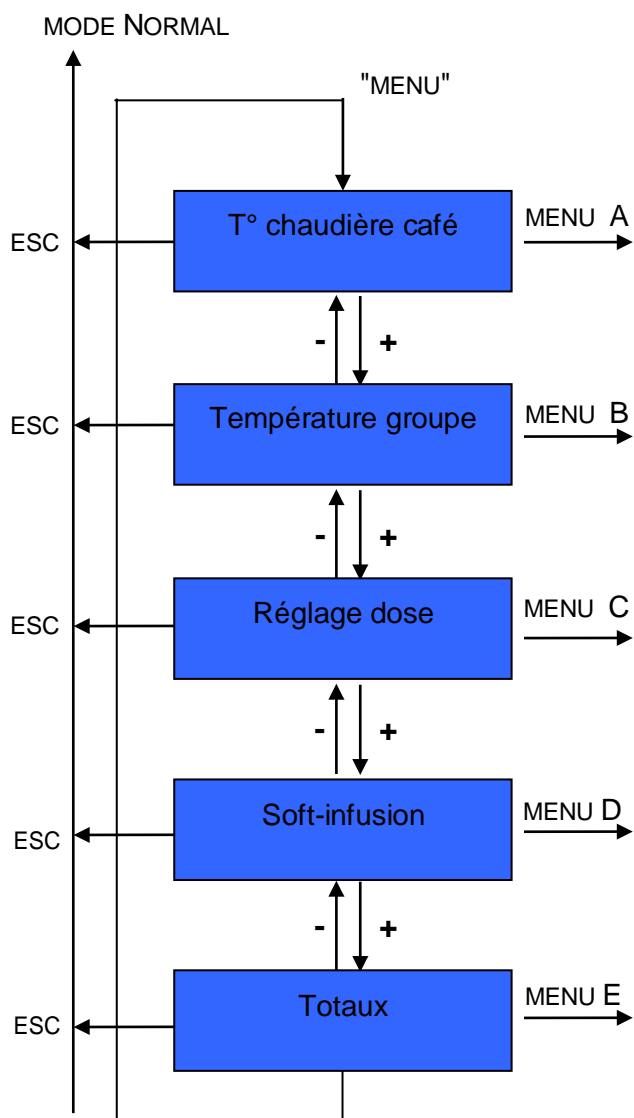 MODE NORMAL
"MENU"
T° chaudière café
MENU A
ESC
- +
Température groupe
MENU B
ESC
- +
Réglage dose
MENU C
ESC
- +
Soft-infusion
MENU D
ESC
- +
Totaux
MENU E
ESC